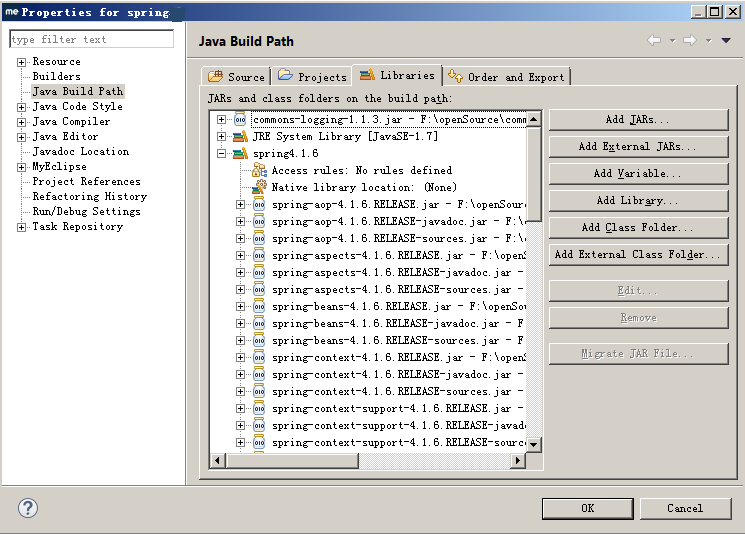 me Properties for spring
type filter text
Resource
Builders
Java Build Path
Java Code Style
Java Compiler
Java Editor
Javadoc Location
MyEclipse
Project References
Refactoring History
Run/Debug Settings
Task Repository
Java Build Path
Source
Projects
Libraries
Order and Export
JARs and class folders on the build path:
commons-logging-1.1.3.jar - F:\openSource\comm
JRE System Library [JavaSE-1.7]
spring4.1.6
Access rules: No rules defined
Native library location: (None)
spring-aop-4.1.6.RELEASE.jar - F:\openSourc
spring-aop-4.1.6.RELEASE-javadoc.jar - F:\o
spring-aop-4.1.6.RELEASE-sources.jar - F:\o
spring-aspects-4.1.6.RELEASE.jar - F:\openS
spring-aspects-4.1.6.RELEASE-javadoc.jar -
spring-aspects-4.1.6.RELEASE-sources.jar -
spring-beans-4.1.6.RELEASE.jar - F:\openSou
spring-beans-4.1.6.RELEASE-javadoc.jar - F
spring-beans-4.1.6.RELEASE-sources.jar - F
spring-context-4.1.6.RELEASE.jar - F:\openS
spring-context-4.1.6.RELEASE-javadoc.jar -
spring-context-4.1.6.RELEASE-sources.jar -
spring-context-support-4.1.6.RELEASE.jar -
spring-context-support-4.1.6.RELEASE-javado
spring-context-support-4.1.6.RELEASE-source
Add JARs...
Add External JARs...
Add Variable...
Add Library...
Add Class Folder...
Add External Class Folder...
Edit...
Remove
Migrate JAR File...
OK
Cancel